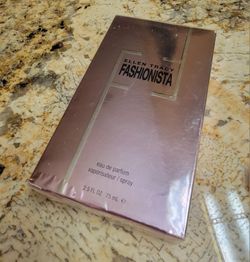 ELLEN TRACY
FASHIONISTA
eau de parfum
vaporisateur / spray
2.5 FL.OZ 75 mL ℮